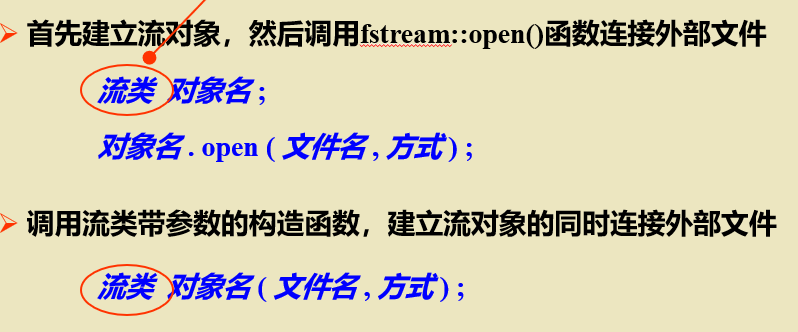 首先建立流对象，然后调用fstream::open()函数连接外部文件
流类 对象名 ;
对象名 . open ( 文件名 , 方式 ) ;
调用流类带参数的构造函数，建立流对象的同时连接外部文件
流类 对象名 ( 文件名 , 方式 ) ;